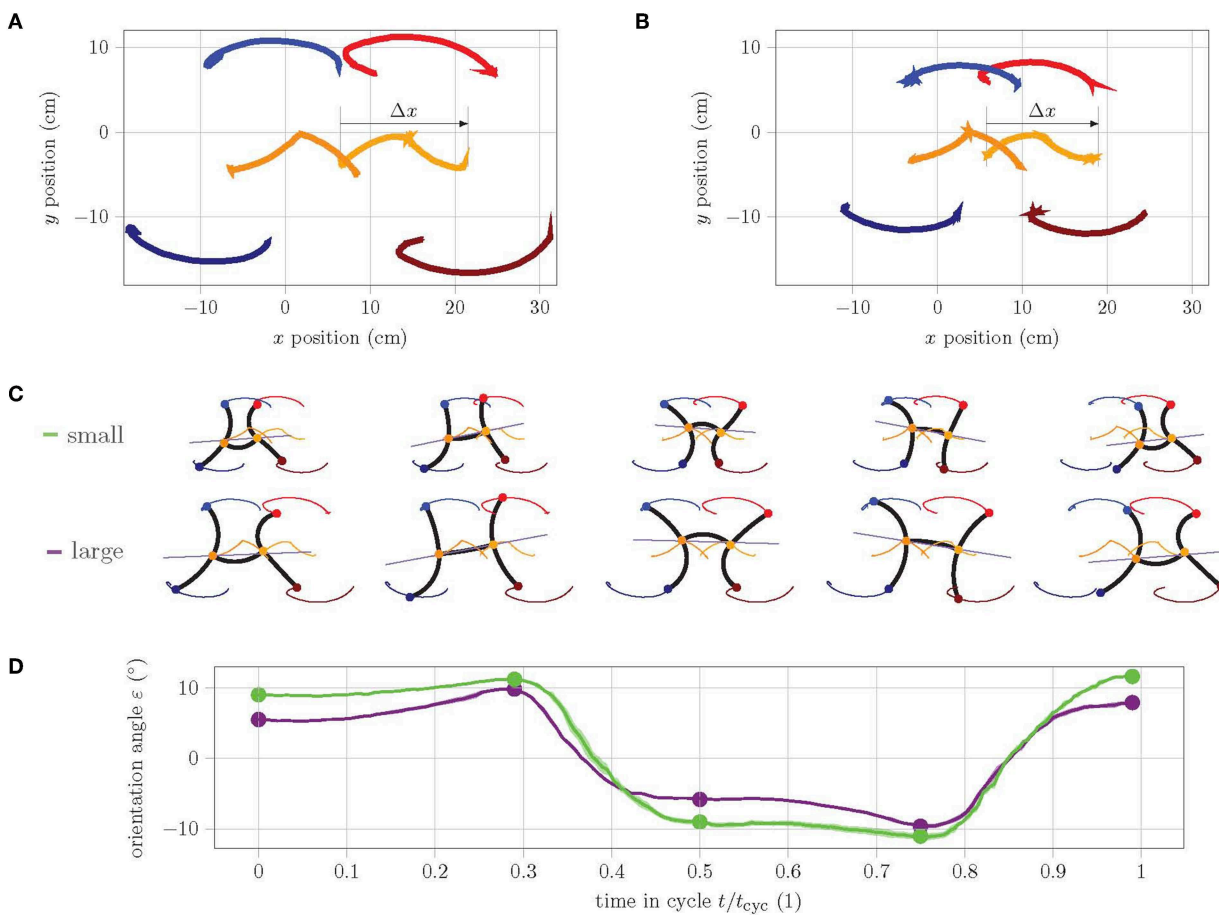 A
10
0
−10
y position (cm)
Δx
−10
0
10
20
30
x position (cm)
B
10
0
−10
y position (cm)
Δx
−10
0
10
20
30
x position (cm)
C
small
large
D
10
0
−10
orientation angle ε (°)
0
0.1
0.2
0.3
0.4
0.5
0.6
0.7
0.8
0.9
1
time in cycle t/tcyc (1)